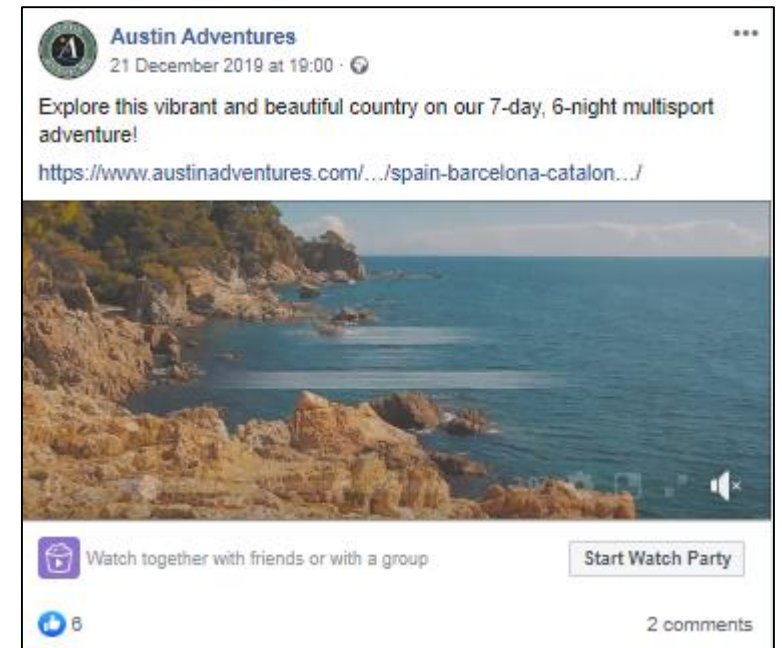 Austin Adventures
21 December 2019 at 19:00 ·
Explore this vibrant and beautiful country on our 7-day, 6-night multisport
adventure!
https://www.austinadventures.com/…/spain-barcelona-catalon…/
Watch together with friends or with a group
Start Watch Party
6
2 comments